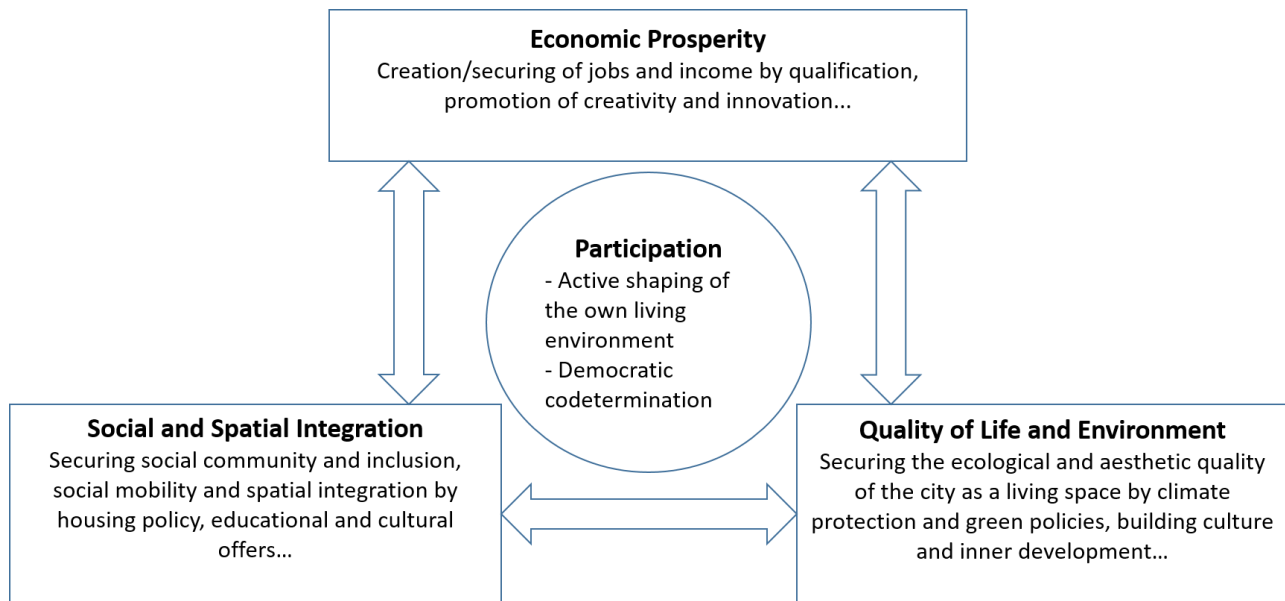 Economic Prosperity
Creation/securing of jobs and income by qualification,
promotion of creativity and innovation...
Participation
- Active shaping of
the own living
environment
- Democratic
codetermination
Social and Spatial Integration
Securing social community and inclusion,
social mobility and spatial integration by
housing policy, educational and cultural
offers...
Quality of Life and Environment
Securing the ecological and aesthetic quality
of the city as a living space by climate
protection and green policies, building culture
and inner development...